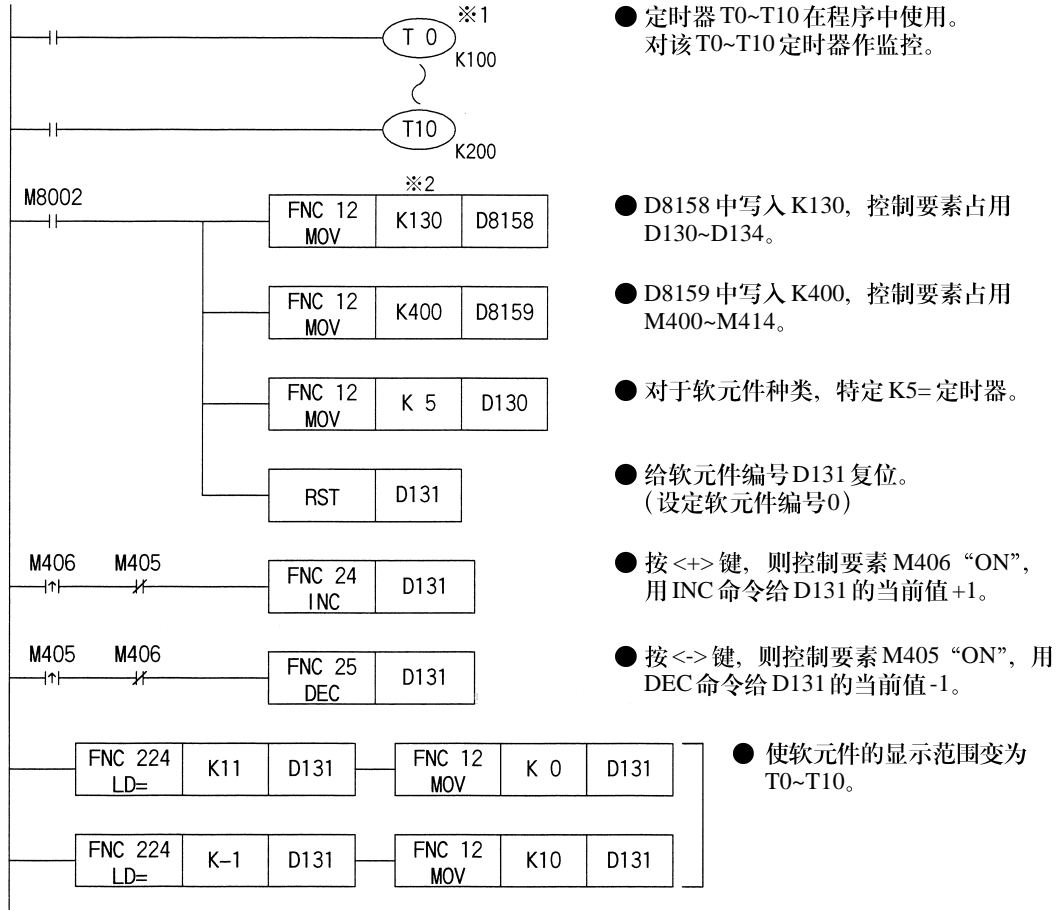 ※1
T 0
K100
● 定时器T0~T10在程序中使用。
对该T0~T10定时器作监控。
T10
K200
M8002
※2
FNC 12
MOV
K130
D8158
● D8158中写入K130，控制要素占用
D130~D134。
FNC 12
MOV
K400
D8159
● D8159中写入K400，控制要素占用
M400~M414。
FNC 12
MOV
K 5
D130
● 对于软元件种类，特定K5=定时器。
RST
D131
● 给软元件编号D131复位。
（设定软元件编号0）
M406
M405
FNC 24
INC
D131
● 按<+>键，则控制要素M406“ON”，
用INC命令给D131的当前值+1。
M405
M406
FNC 25
DEC
D131
● 按<->键，则控制要素M405“ON”，用
DEC命令给D131的当前值-1。
FNC 224
LD=
K11
D131
FNC 12
MOV
K 0
D131
● 使软元件的显示范围变为
T0~T10。
FNC 224
LD=
K–1
D131
FNC 12
MOV
K10
D131